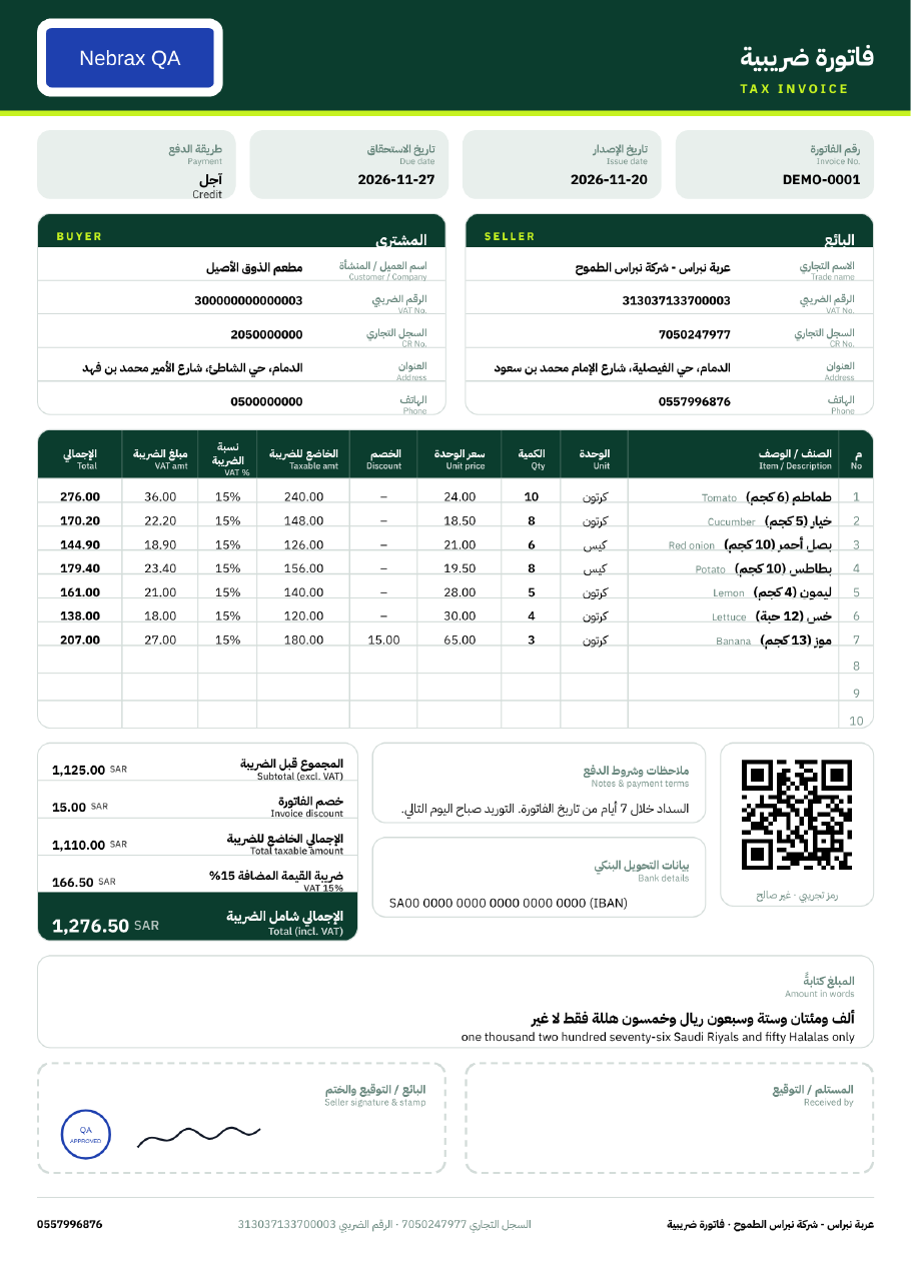 Nebrax QA
فاتورة ضريبية
TAX INVOICE
رقم الفاتورة
Invoice No.
DEMO-0001
تاريخ الإصدار
Issue date
2026-11-20
تاريخ الاستحقاق
Due date
2026-11-27
طريقة الدفع
Payment
آجل
Credit
البائع SELLER
الاسم التجاري عربة نبراس - شركة نبراس الطموح
Trade name
الرقم الضريبي 313037133700003
VAT No.
السجل التجاري 7050247977
CR No.
العنوان الدمام، حي الفيصلية، شارع الإمام محمد بن سعود
Address
الهاتف 0557996876
Phone
المشتري BUYER
اسم العميل / المنشأة مطعم الذوق الأصيل
Customer / Company
الرقم الضريبي 300000000000003
VAT No.
السجل التجاري 2050000000
CR No.
العنوان الدمام، حي الشاطئ، شارع الأمير محمد بن فهد
Address
الهاتف 0500000000
Phone
م الصنف / الوصف الوحدة الكمية سعر الوحدة الخصم الخاضع للضريبة نسبة الضريبة مبلغ الضريبة الإجمالي
No Item / Description Unit Qty Unit price Discount Taxable amt VAT % VAT amt Total
1 طماطم (6 كجم) Tomato كرتون 10 24.00 – 240.00 15% 36.00 276.00
2 خيار (5 كجم) Cucumber كرتون 8 18.50 – 148.00 15% 22.20 170.20
3 بصل أحمر (10 كجم) Red onion كيس 6 21.00 – 126.00 15% 18.90 144.90
4 بطاطس (10 كجم) Potato كيس 8 19.50 – 156.00 15% 23.40 179.40
5 ليمون (4 كجم) Lemon كرتون 5 28.00 – 140.00 15% 21.00 161.00
6 خس (12 حبة) Lettuce كرتون 4 30.00 – 120.00 15% 18.00 138.00
7 موز (13 كجم) Banana كرتون 3 65.00 15.00 180.00 15% 27.00 207.00
8
9
10
رمز تجريبي · غير صالح
ملاحظات وشروط الدفع
Notes & payment terms
السداد خلال 7 أيام من تاريخ الفاتورة. التوريد صباح اليوم التالي.
بيانات التحويل البنكي
Bank details
SA00 0000 0000 0000 0000 0000 (IBAN)
المجموع قبل الضريبة 1,125.00 SAR
Subtotal (excl. VAT)
خصم الفاتورة 15.00 SAR
Invoice discount
الإجمالي الخاضع للضريبة 1,110.00 SAR
Total taxable amount
ضريبة القيمة المضافة 15% 166.50 SAR
VAT 15%
الإجمالي شامل الضريبة 1,276.50 SAR
Total (incl. VAT)
المبلغ كتابةً
Amount in words
ألف ومئتان وستة وسبعون ريال وخمسون هللة فقط لا غير
one thousand two hundred seventy-six Saudi Riyals and fifty Halalas only
المستلم / التوقيع
Received by
البائع / التوقيع والختم
Seller signature & stamp
QA
APPROVED
عربة نبراس - شركة نبراس الطموح · فاتورة ضريبية
السجل التجاري 7050247977 · الرقم الضريبي 313037133700003
0557996876